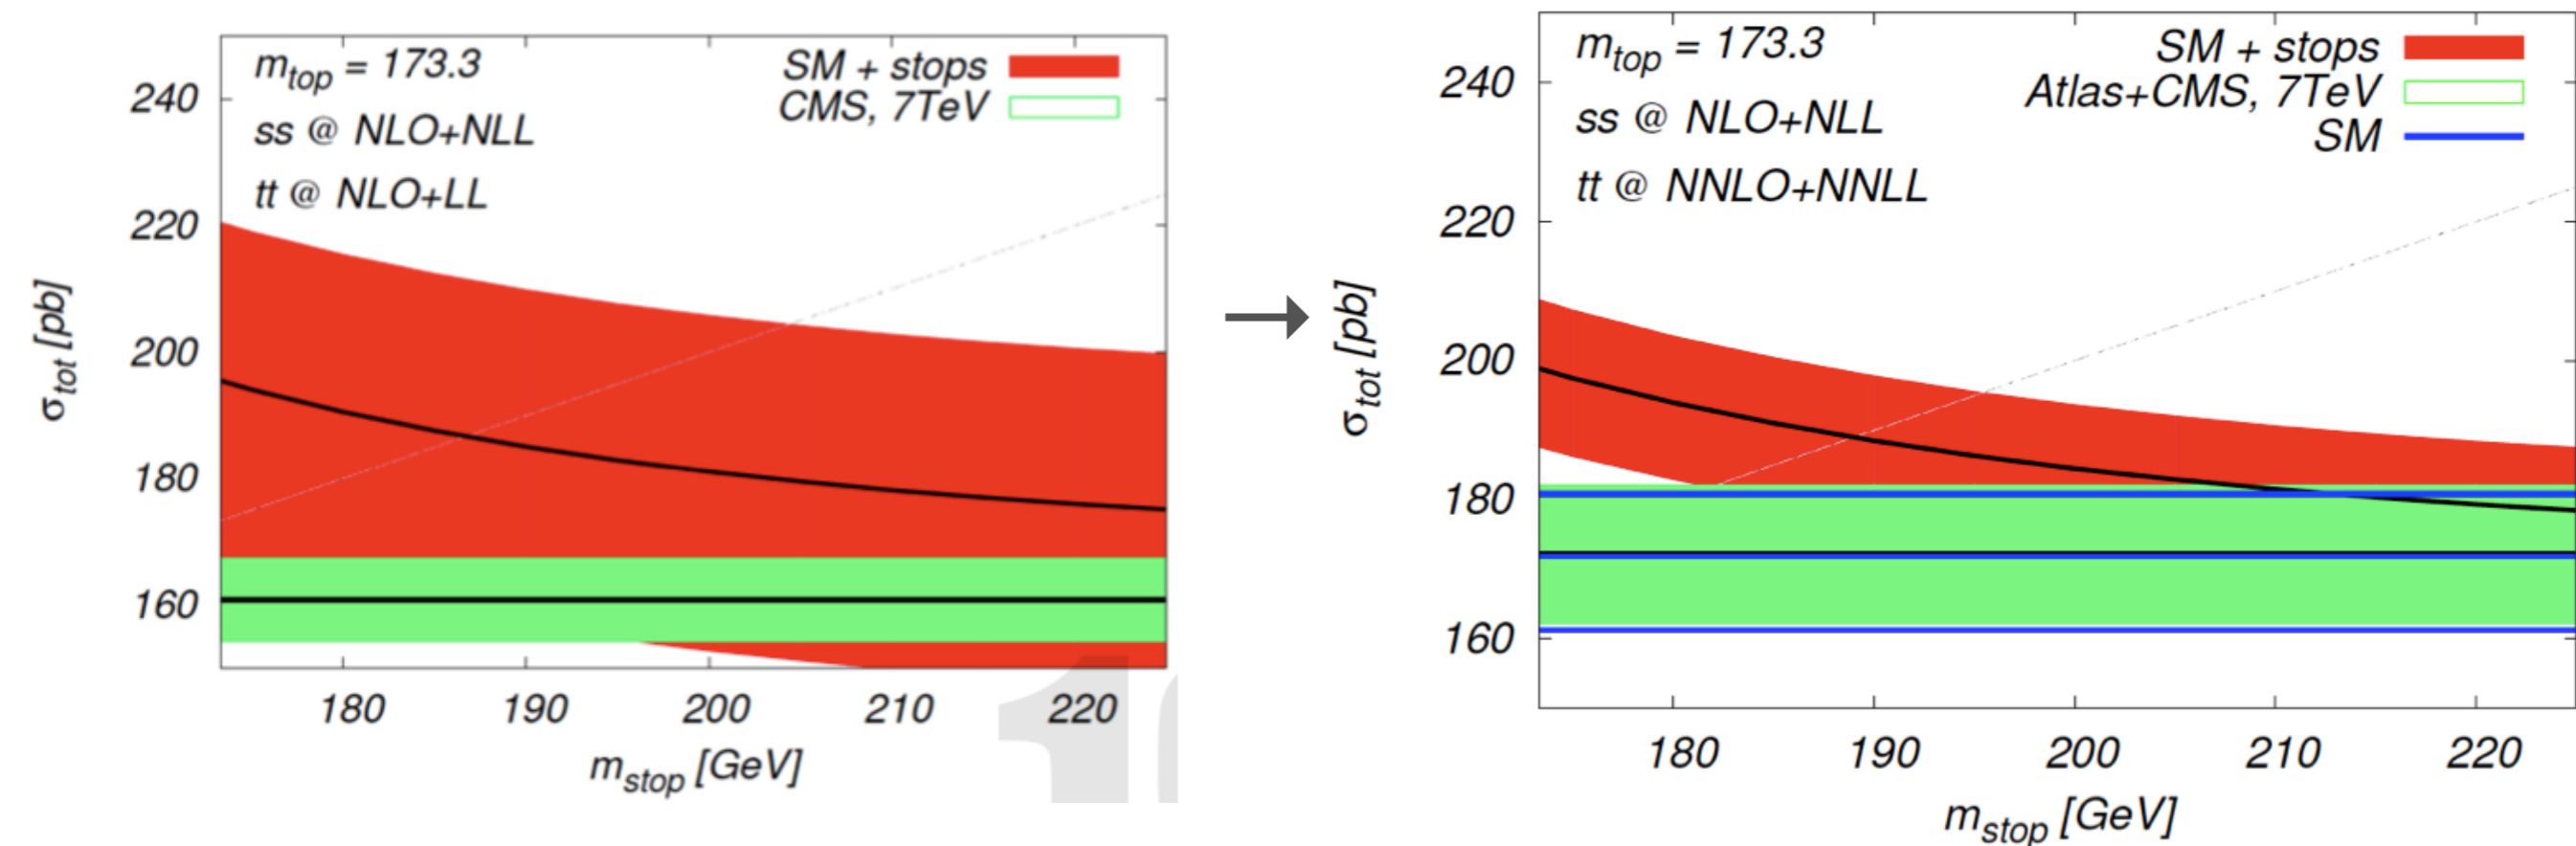 m_top = 173.3
ss @ NLO+NLL
tt @ NLO+LL
SM + stops
CMS, 7TeV
240
220
200
180
160
σ_tot [pb]
180 190 200 210 220
m_stop [GeV]
m_top = 173.3
ss @ NLO+NLL
tt @ NNLO+NNLL
SM + stops
Atlas+CMS, 7TeV
SM
240
220
200
180
160
σ_tot [pb]
180 190 200 210 220
m_stop [GeV]